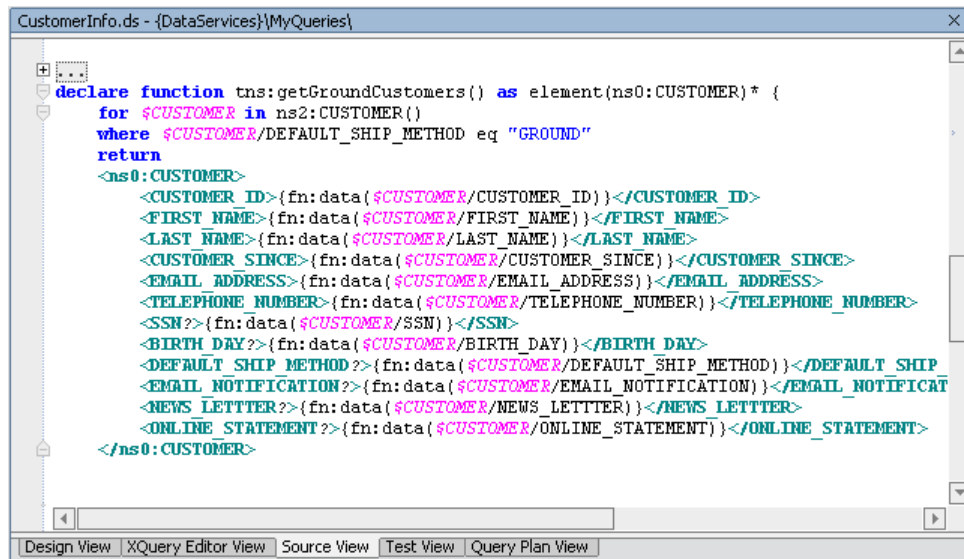 CustomerInfo.ds - {DataServices}\MyQueries\
...
declare function tns:getGroundCustomers() as element(ns0:CUSTOMER)* {
for $CUSTOMER in ns2:CUSTOMER()
where $CUSTOMER/DEFAULT_SHIP_METHOD eq "GROUND"
return
<ns0:CUSTOMER>
<CUSTOMER_ID>{fn:data($CUSTOMER/CUSTOMER_ID)}</CUSTOMER_ID>
<FIRST_NAME>{fn:data($CUSTOMER/FIRST_NAME)}</FIRST_NAME>
<LAST_NAME>{fn:data($CUSTOMER/LAST_NAME)}</LAST_NAME>
<CUSTOMER_SINCE>{fn:data($CUSTOMER/CUSTOMER_SINCE)}</CUSTOMER_SINCE>
<EMAIL_ADDRESS>{fn:data($CUSTOMER/EMAIL_ADDRESS)}</EMAIL_ADDRESS>
<TELEPHONE_NUMBER>{fn:data($CUSTOMER/TELEPHONE_NUMBER)}</TELEPHONE_NUMBER>
<SSN?>{fn:data($CUSTOMER/SSN)}</SSN>
<BIRTH_DAY?>{fn:data($CUSTOMER/BIRTH_DAY)}</BIRTH_DAY>
<DEFAULT_SHIP_METHOD?>{fn:data($CUSTOMER/DEFAULT_SHIP_METHOD)}</DEFAULT_SHIP_
<EMAIL_NOTIFICATION?>{fn:data($CUSTOMER/EMAIL_NOTIFICATION)}</EMAIL_NOTIFICAT
<NEWS_LETTTER?>{fn:data($CUSTOMER/NEWS_LETTTER)}</NEWS_LETTTER>
<ONLINE_STATEMENT?>{fn:data($CUSTOMER/ONLINE_STATEMENT)}</ONLINE_STATEMENT>
</ns0:CUSTOMER>
Design View XQuery Editor View Source View Test View Query Plan View